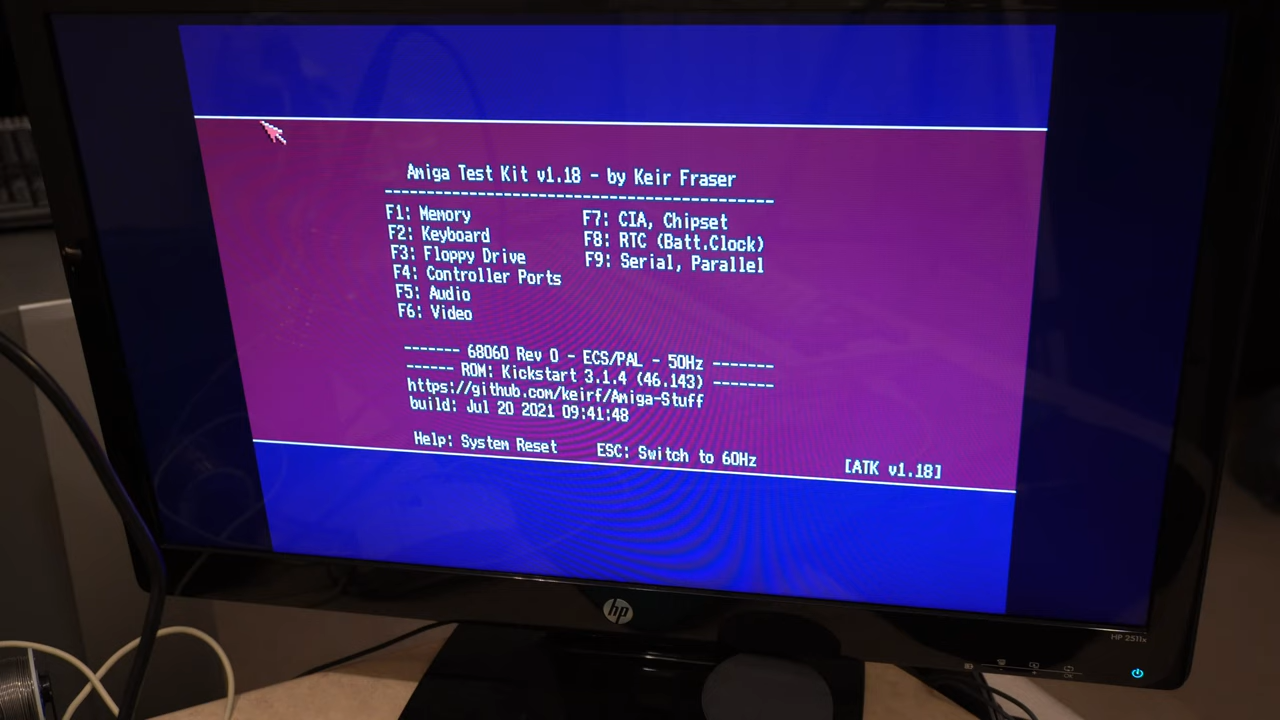 Amiga Test Kit v1.18 - by Keir Fraser
------------------------------------------------
F1: Memory F7: CIA, Chipset
F2: Keyboard F8: RTC (Batt.Clock)
F3: Floppy Drive F9: Serial, Parallel
F4: Controller Ports
F5: Audio
F6: Video
------- 68060 Rev 0 - ECS/PAL - 50Hz -------
------ ROM: Kickstart 3.1.4 (46.143) -------
https://github.com/keirf/Amiga-Stuff
build: Jul 20 2021 09:41:48
Help: System Reset ESC: Switch to 60Hz
[ATK v1.18]
hp
HP 2511x